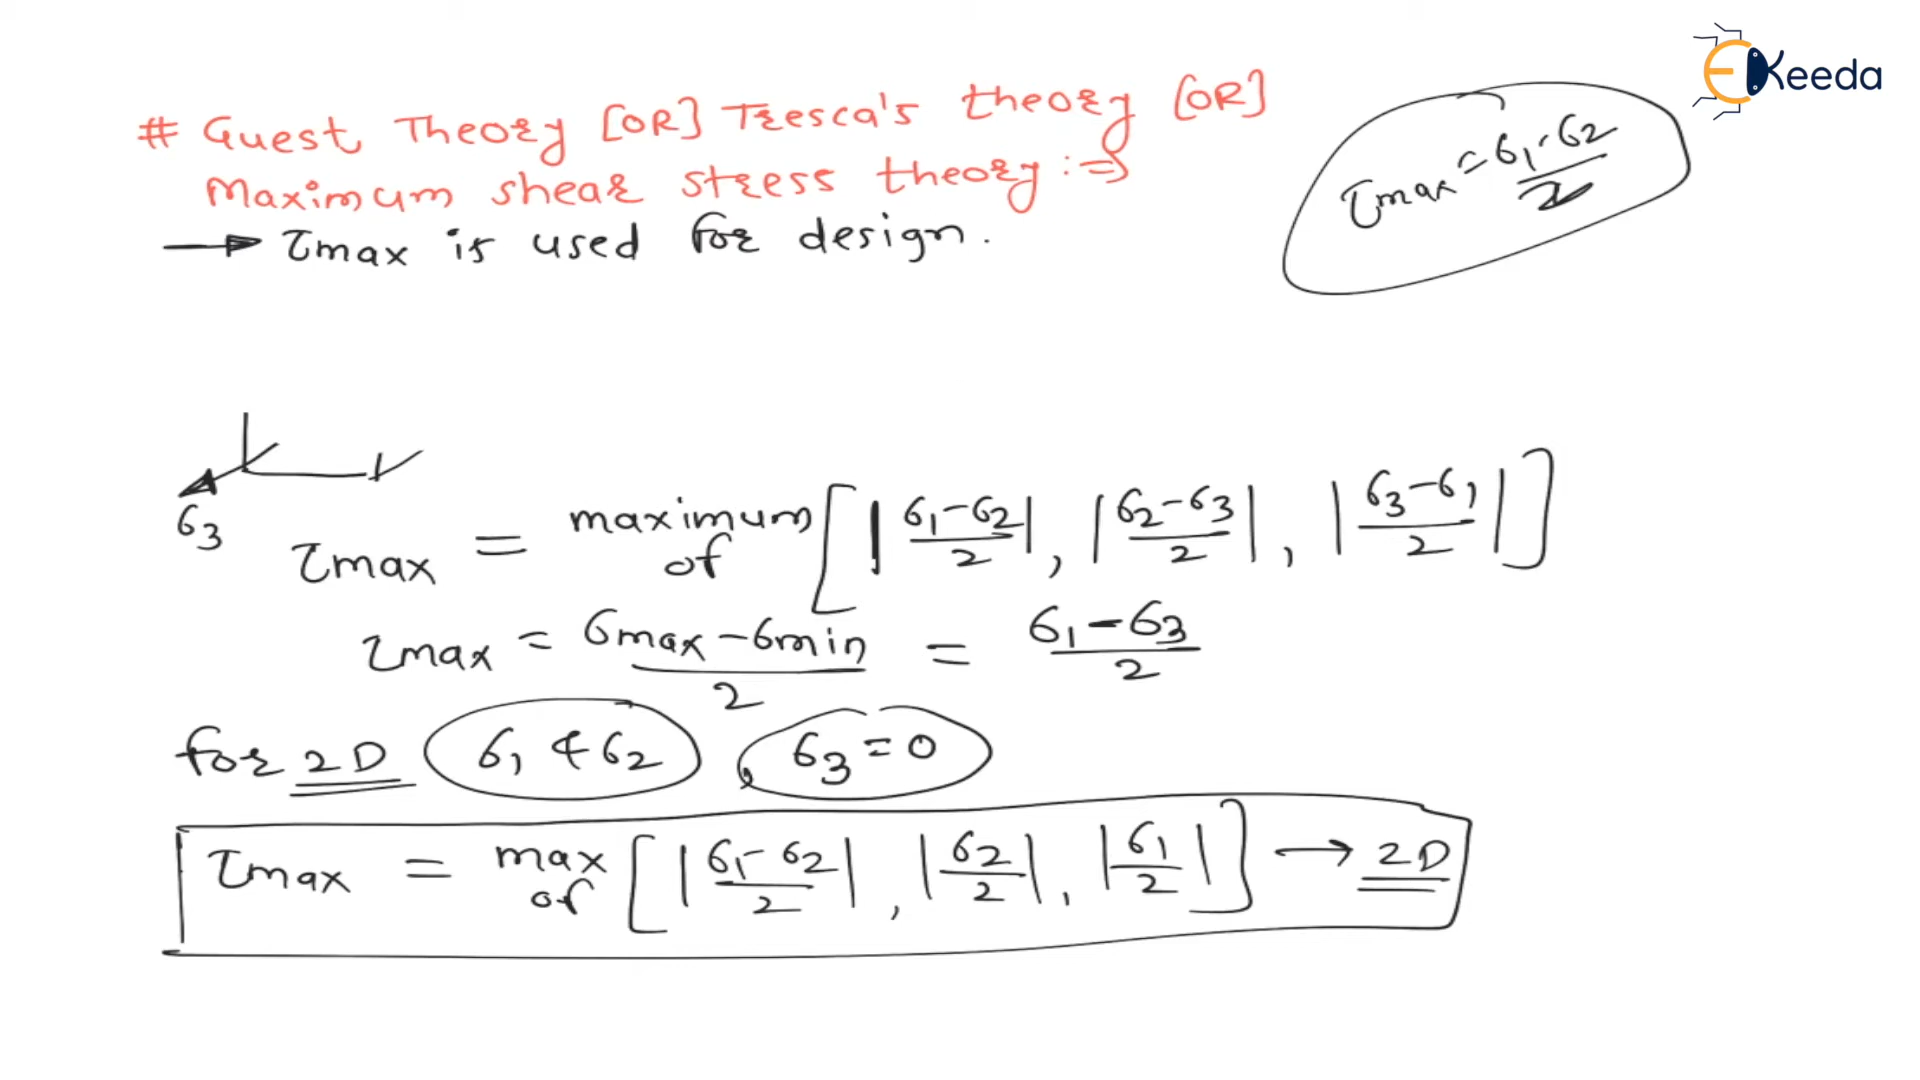 EKeeda
# Guest Theory [OR] Tresca's theory [OR]
Maximum shear stress theory :⇒
→ τmax is used for design.
τmax = σ1-σ2/2
σ3
τmax = maximum of [|σ1-σ2/2|, |σ2-σ3/2|, |σ3-σ1/2|]
τmax = σmax-σmin/2 = σ1-σ3/2
for 2D σ1 & σ2, σ3=0
τmax = max of [|σ1-σ2/2|, |σ2/2|, |σ1/2|] → 2D